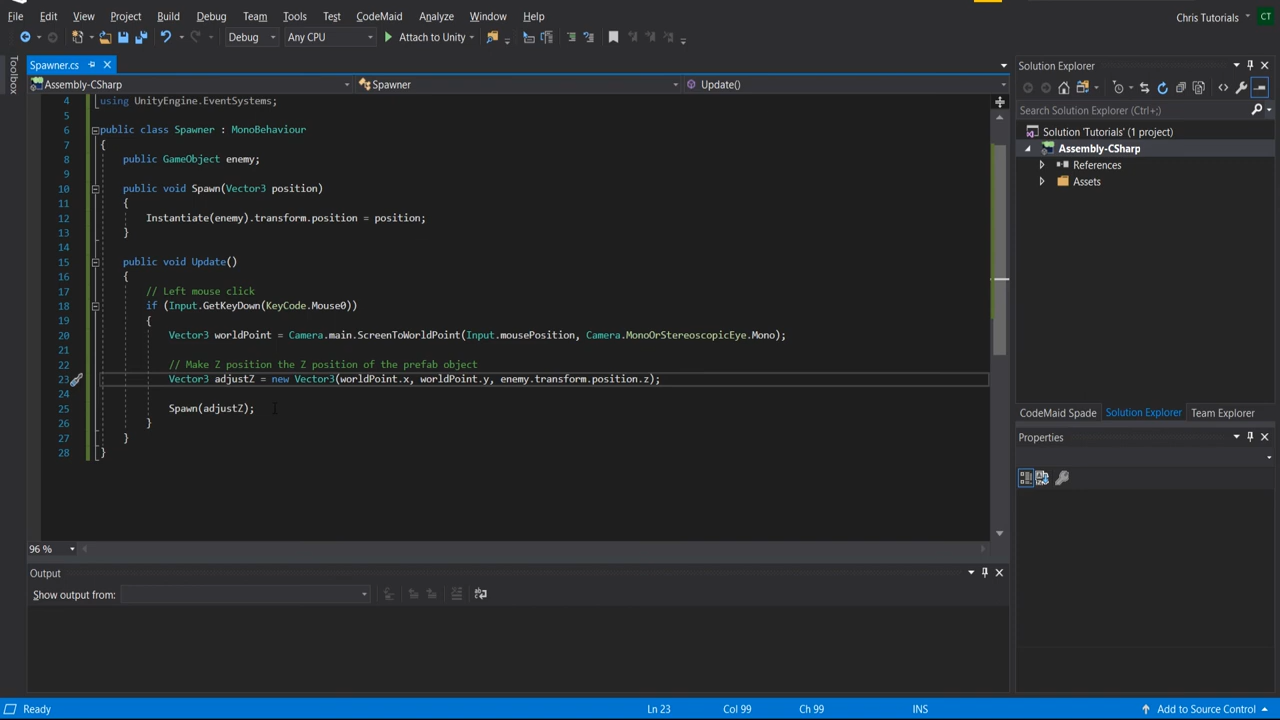 File Edit View Project Build Debug Team Tools Test CodeMaid Analyze Window Help
Chris Tutorials CT
Debug Any CPU Attach to Unity
Toolbox
Spawner.cs
Assembly-CSharp Spawner Update()
4 using UnityEngine.EventSystems;
5
6 public class Spawner : MonoBehaviour
7 {
8 public GameObject enemy;
9
10 public void Spawn(Vector3 position)
11 {
12 Instantiate(enemy).transform.position = position;
13 }
14
15 public void Update()
16 {
17 // Left mouse click
18 if (Input.GetKeyDown(KeyCode.Mouse0))
19 {
20 Vector3 worldPoint = Camera.main.ScreenToWorldPoint(Input.mousePosition, Camera.MonoOrStereoscopicEye.Mono);
21
22 // Make Z position the Z position of the prefab object
23 Vector3 adjustZ = new Vector3(worldPoint.x, worldPoint.y, enemy.transform.position.z);
24
25 Spawn(adjustZ);
26 }
27 }
28 }
96 %
Output
Show output from:
Solution Explorer
Search Solution Explorer (Ctrl+;)
Solution 'Tutorials' (1 project)
Assembly-CSharp
References
Assets
CodeMaid Spade Solution Explorer Team Explorer
Properties
Ready Ln 23 Col 99 Ch 99 INS Add to Source Control